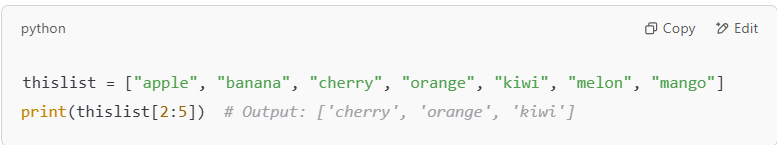 python Copy Edit
thislist = ["apple", "banana", "cherry", "orange", "kiwi", "melon", "mango"]
print(thislist[2:5])  # Output: ['cherry', 'orange', 'kiwi']